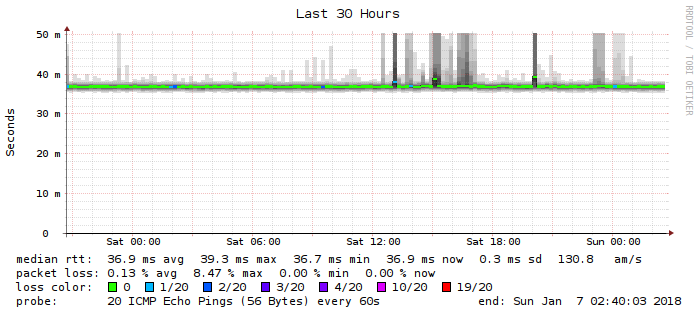 Last 30 Hours
RRDTOOL / TOBI OETIKER
Seconds
50 m
40 m
30 m
20 m
10 m
0
Sat 00:00 Sat 06:00 Sat 12:00 Sat 18:00 Sun 00:00
median rtt: 36.9 ms avg 39.3 ms max 36.7 ms min 36.9 ms now 0.3 ms sd 130.8 am/s
packet loss: 0.13 % avg 8.47 % max 0.00 % min 0.00 % now
loss color: 0 1/20 2/20 3/20 4/20 10/20 19/20
probe: 20 ICMP Echo Pings (56 Bytes) every 60s end: Sun Jan 7 02:40:03 2018